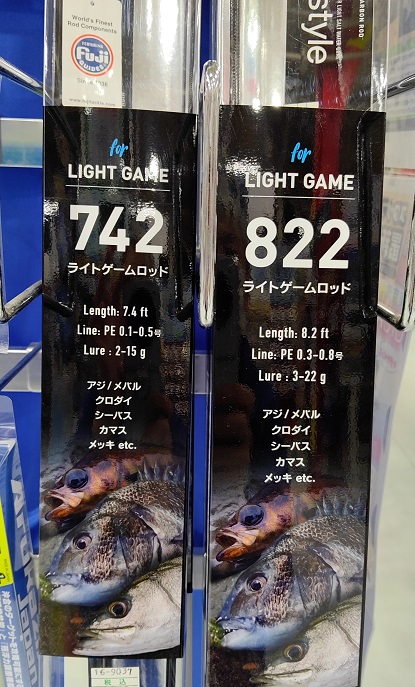 World's Finest
Rod Components
FEATURING
Fuji
GUIDES
style
for
LIGHT GAME
742
ライトゲームロッド
Length: 7.4 ft
Line: PE 0.1-0.5号
Lure : 2-15 g
アジ / メバル
クロダイ
シーバス
カマス
メッキ etc.
for
LIGHT GAME
822
ライトゲームロッド
Length: 8.2 ft
Line: PE 0.3-0.8号
Lure : 3-22 g
アジ / メバル
クロダイ
シーバス
カマス
メッキ etc.
税込